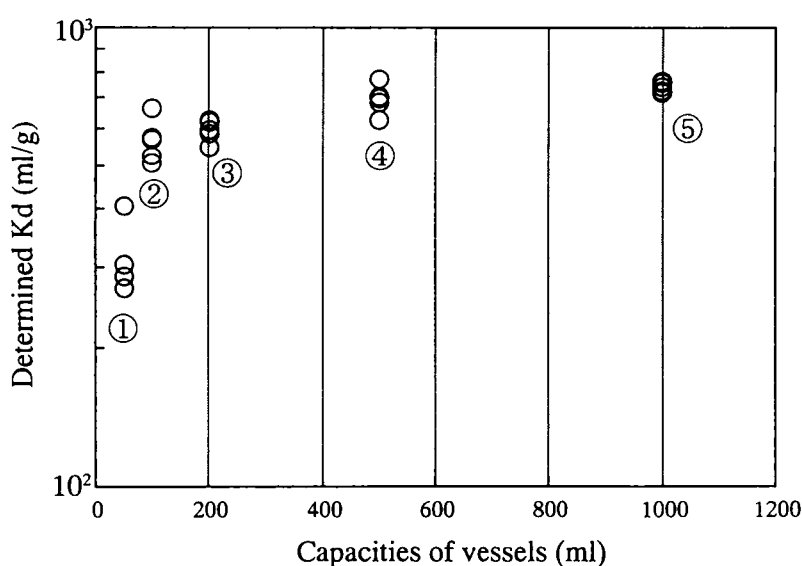 10³
Determined Kd (ml/g)
①
②
③
④
⑤
10²
0 200 400 600 800 1000 1200
Capacities of vessels (ml)